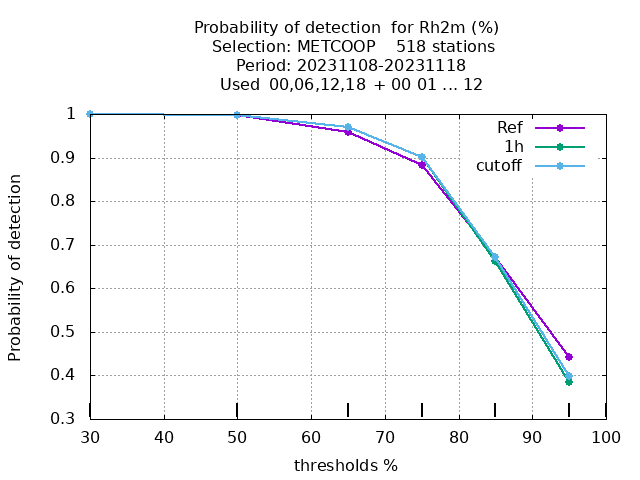 Probability of detection for Rh2m (%)
Selection: METCOOP 518 stations
Period: 20231108-20231118
Used 00,06,12,18 + 00 01 ... 12
Ref
1h
cutoff
Probability of detection
1
0.9
0.8
0.7
0.6
0.5
0.4
0.3
30 40 50 60 70 80 90 100
thresholds %